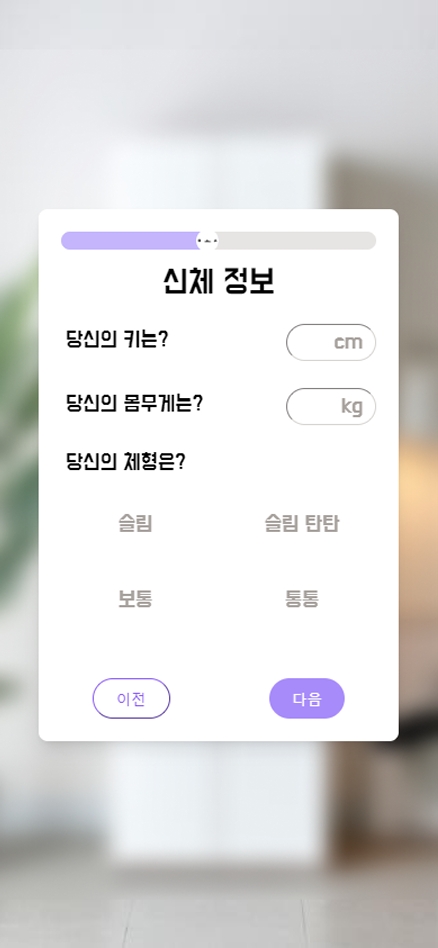 신체 정보
당신의 키는?
cm
당신의 몸무게는?
kg
당신의 체형은?
슬림
슬림 탄탄
보통
통통
이전
다음